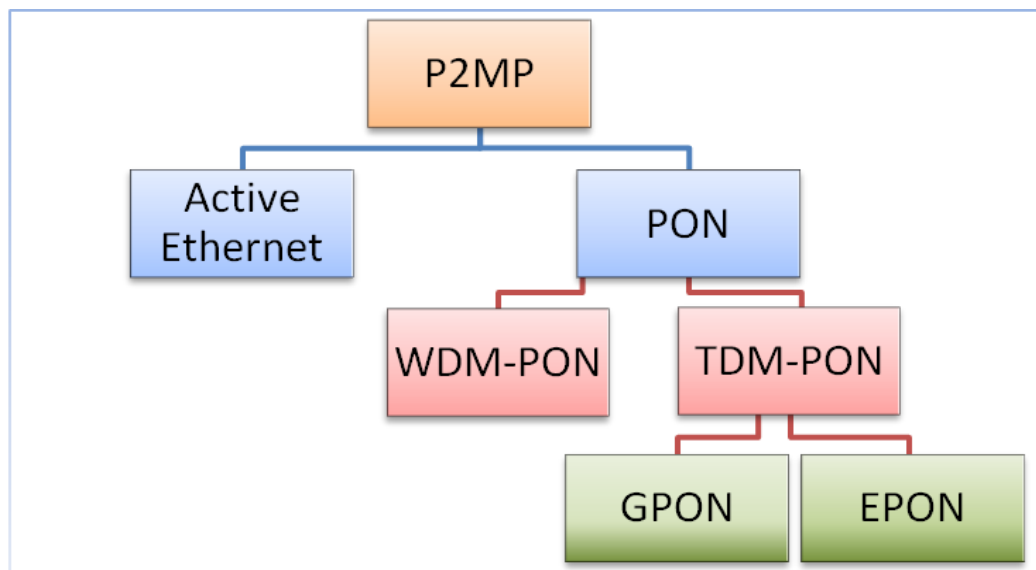 P2MP
Active
Ethernet
PON
WDM-PON
TDM-PON
GPON
EPON